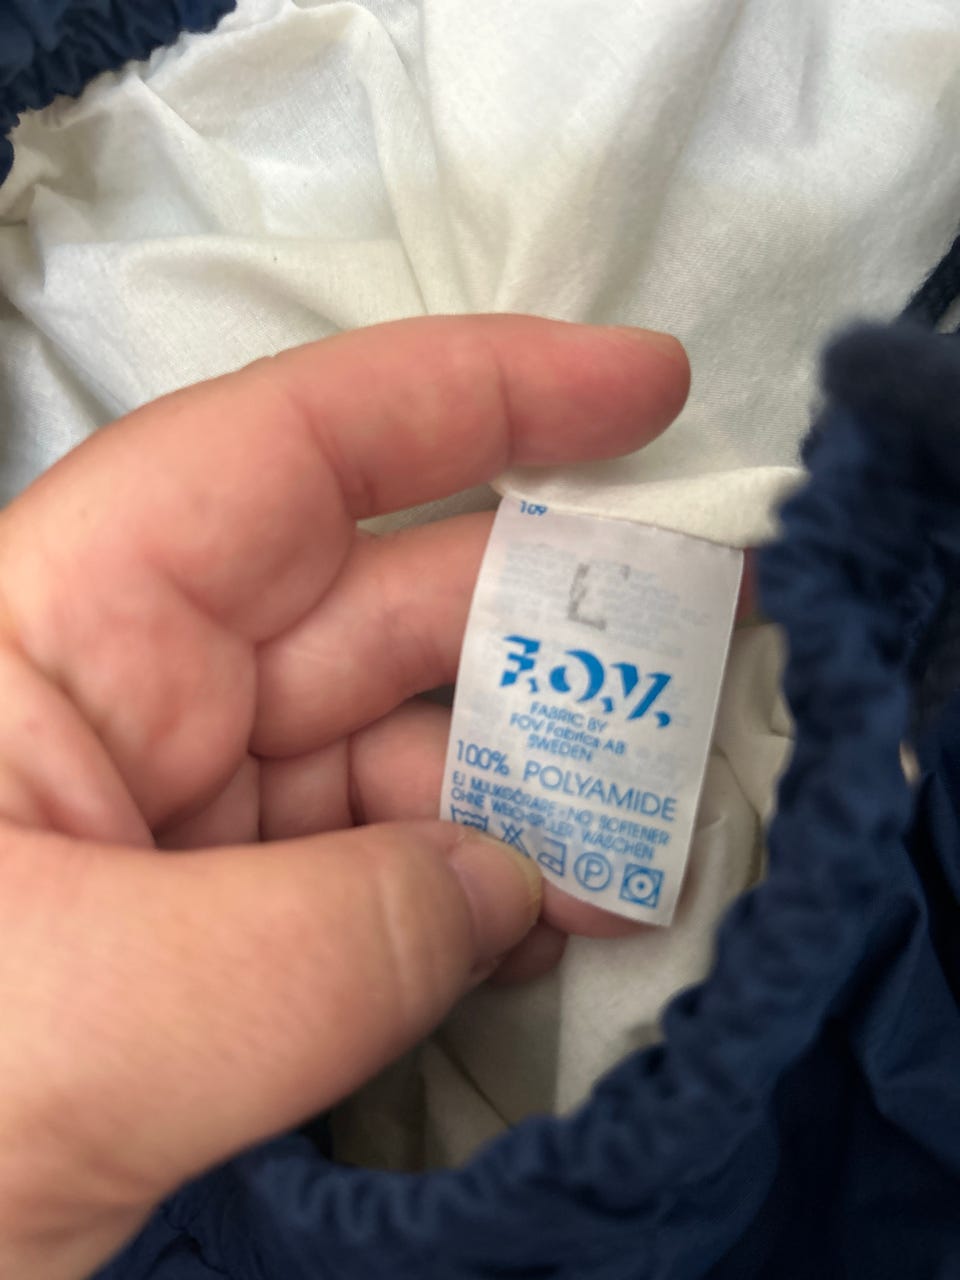 109
L
F.O.V.
FABRIC BY
FOV Fabrics AB
SWEDEN
100% POLYAMIDE
EJ MJUKGÖRARE • NO SOFTENER
OHNE WEICHSPÜLER WASCHEN
P